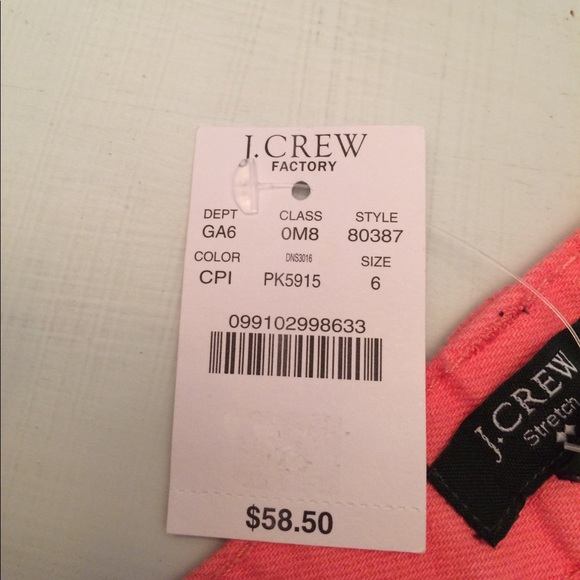 J.CREW
FACTORY
DEPT CLASS STYLE
GA6 0M8 80387
COLOR DNS3016 SIZE
CPI PK5915 6
099102998633
$58.50
J.CREW
Stretch